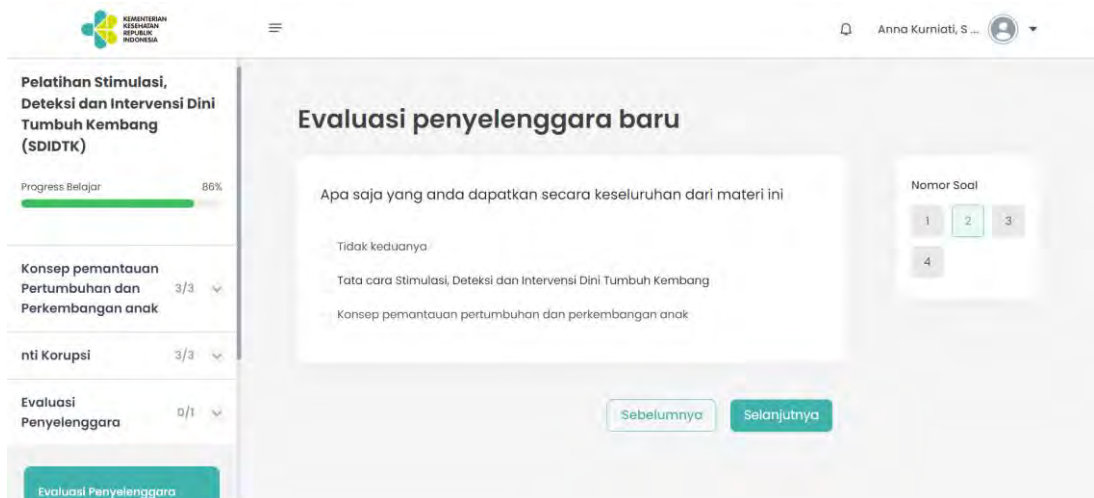 KEMENTERIAN
KESEHATAN
REPUBLIK
INDONESIA
Anna Kurniati, S ...
Pelatihan Stimulasi,
Deteksi dan Intervensi Dini
Tumbuh Kembang
(SDIDTK)
Progress Belajar 86%
Konsep pemantauan
Pertumbuhan dan 3/3
Perkembangan anak
nti Korupsi 3/3
Evaluasi
Penyelenggara 0/1
Evaluasi Penyelenggara
Evaluasi penyelenggara baru
Apa saja yang anda dapatkan secara keseluruhan dari materi ini
Tidak keduanya
Tata cara Stimulasi, Deteksi dan Intervensi Dini Tumbuh Kembang
Konsep pemantauan pertumbuhan dan perkembangan anak
Sebelumnya
Selanjutnya
Nomor Soal
1 2 3
4